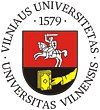 VILNIAUS UNIVERSITETAS
· 1579 ·
UNIVERSITAS VILNENSIS